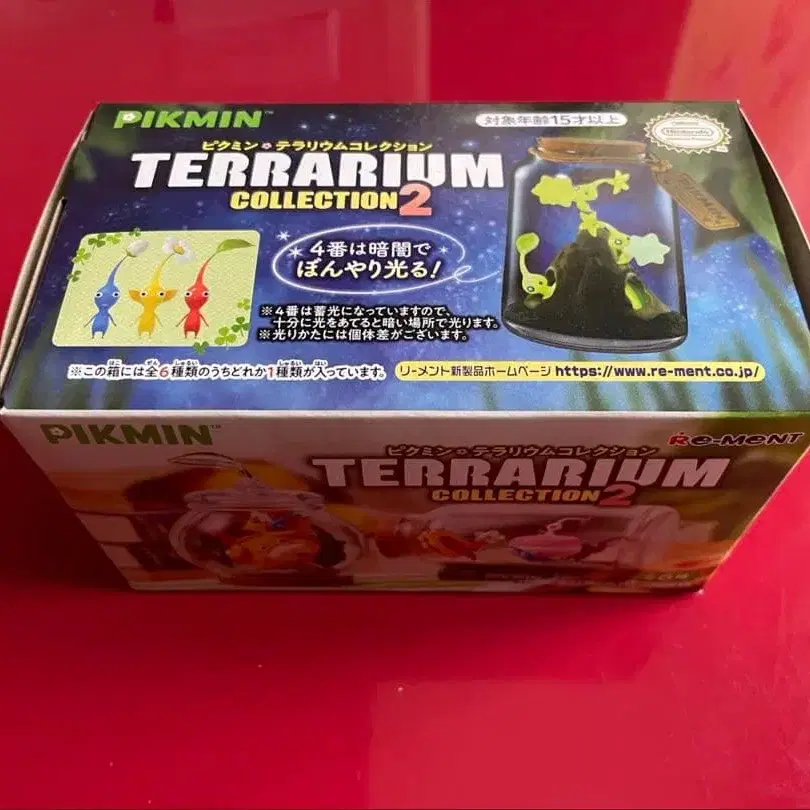 PIKMIN™
対象年齢15才以上
Nintendo
ピクミン テラリウムコレクション
TERRARIUM
COLLECTION2
PIKMIN
4番は暗闇で
ぼんやり光る!
※4番は蓄光になっていますので、
十分に光をあてると暗い場所で光ります。
※光りかたには個体差がございます。
※この箱には全6種類のうちどれか1種類が入っています。
リーメント新製品ホームページ https://www.re-ment.co.jp/
PIKMIN™
Re-MeNT
ピクミン テラリウムコレクション
TERRARIUM
COLLECTION2